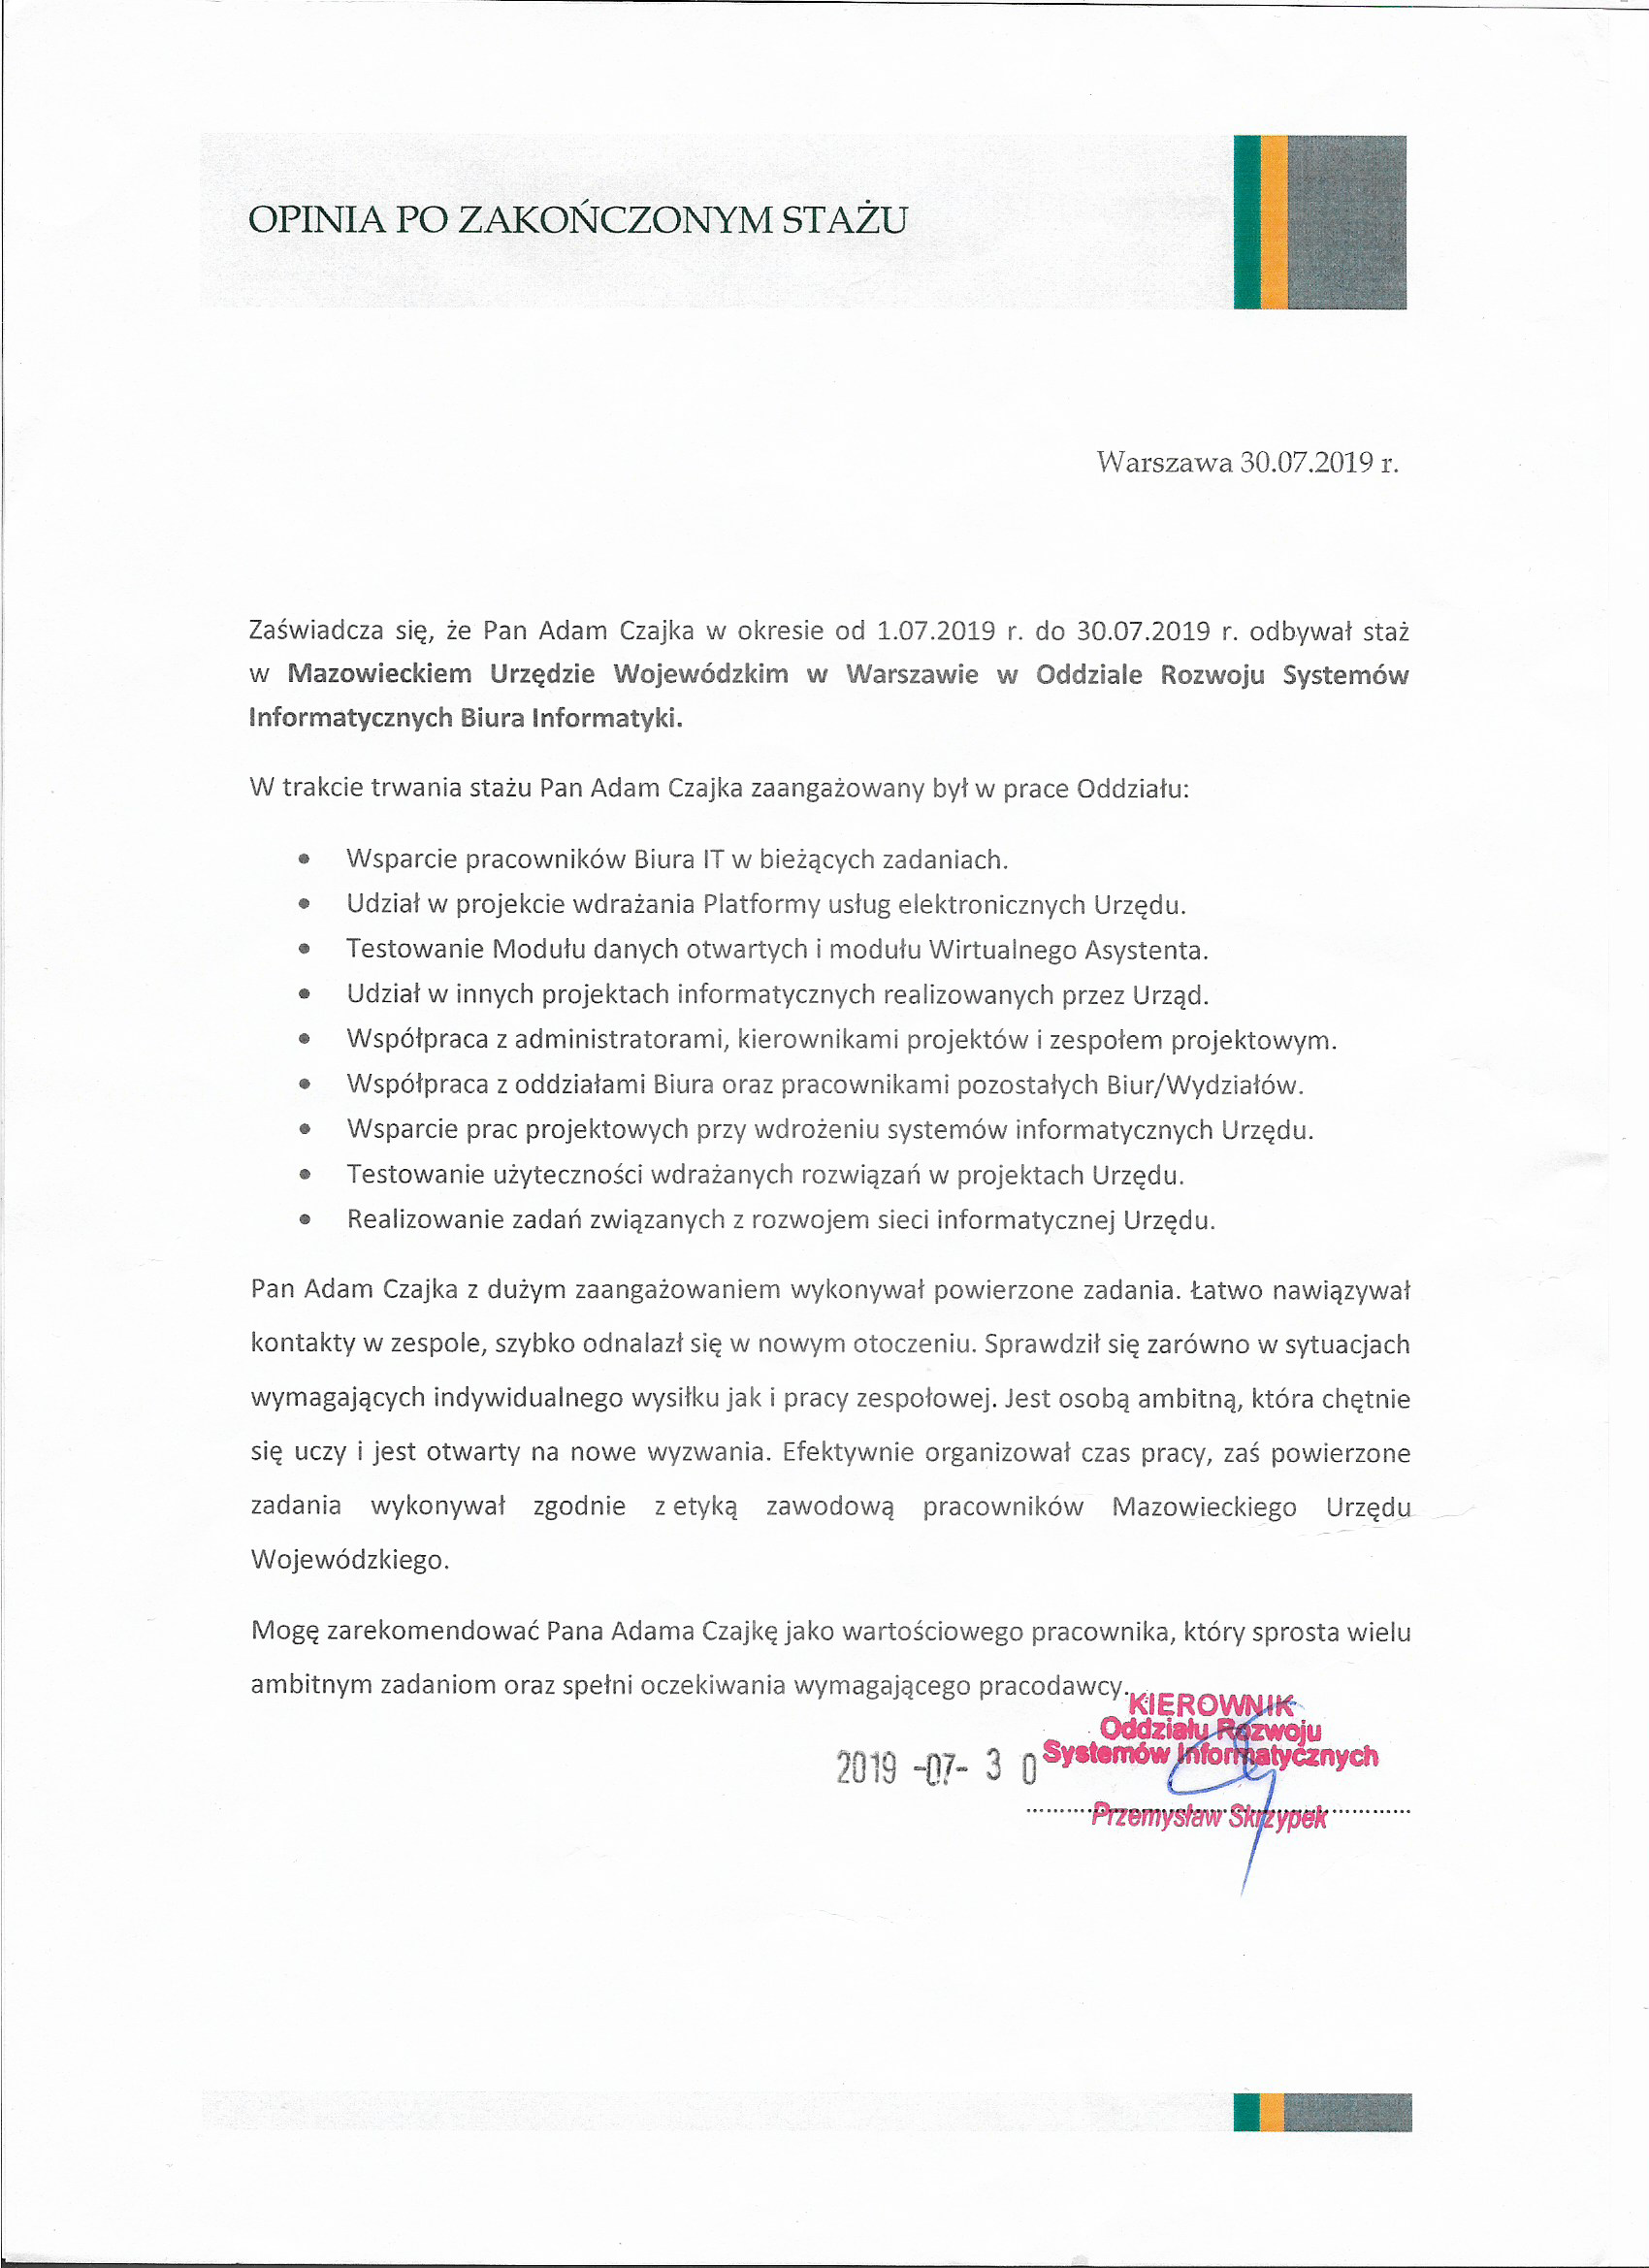 OPINIA PO ZAKOŃCZONYM STAŻU
Warszawa 30.07.2019 r.
Zaświadcza się, że Pan Adam Czajka w okresie od 1.07.2019 r. do 30.07.2019 r. odbywał staż
w Mazowieckiem Urzędzie Wojewódzkim w Warszawie w Oddziale Rozwoju Systemów
Informatycznych Biura Informatyki.
W trakcie trwania stażu Pan Adam Czajka zaangażowany był w prace Oddziału:
• Wsparcie pracowników Biura IT w bieżących zadaniach.
• Udział w projekcie wdrażania Platformy usług elektronicznych Urzędu.
• Testowanie Modułu danych otwartych i modułu Wirtualnego Asystenta.
• Udział w innych projektach informatycznych realizowanych przez Urząd.
• Współpraca z administratorami, kierownikami projektów i zespołem projektowym.
• Współpraca z oddziałami Biura oraz pracownikami pozostałych Biur/Wydziałów.
• Wsparcie prac projektowych przy wdrożeniu systemów informatycznych Urzędu.
• Testowanie użyteczności wdrażanych rozwiązań w projektach Urzędu.
• Realizowanie zadań związanych z rozwojem sieci informatycznej Urzędu.
Pan Adam Czajka z dużym zaangażowaniem wykonywał powierzone zadania. Łatwo nawiązywał
kontakty w zespole, szybko odnalazł się w nowym otoczeniu. Sprawdził się zarówno w sytuacjach
wymagających indywidualnego wysiłku jak i pracy zespołowej. Jest osobą ambitną, która chętnie
się uczy i jest otwarty na nowe wyzwania. Efektywnie organizował czas pracy, zaś powierzone
zadania wykonywał zgodnie z etyką zawodową pracowników Mazowieckiego Urzędu
Wojewódzkiego.
Mogę zarekomendować Pana Adama Czajkę jako wartościowego pracownika, który sprosta wielu
ambitnym zadaniom oraz spełni oczekiwania wymagającego pracodawcy.
KIEROWNIK
Oddziału Rozwoju
Systemów Informatycznych
2019 -07- 3 0
Przemysław Skrzypek